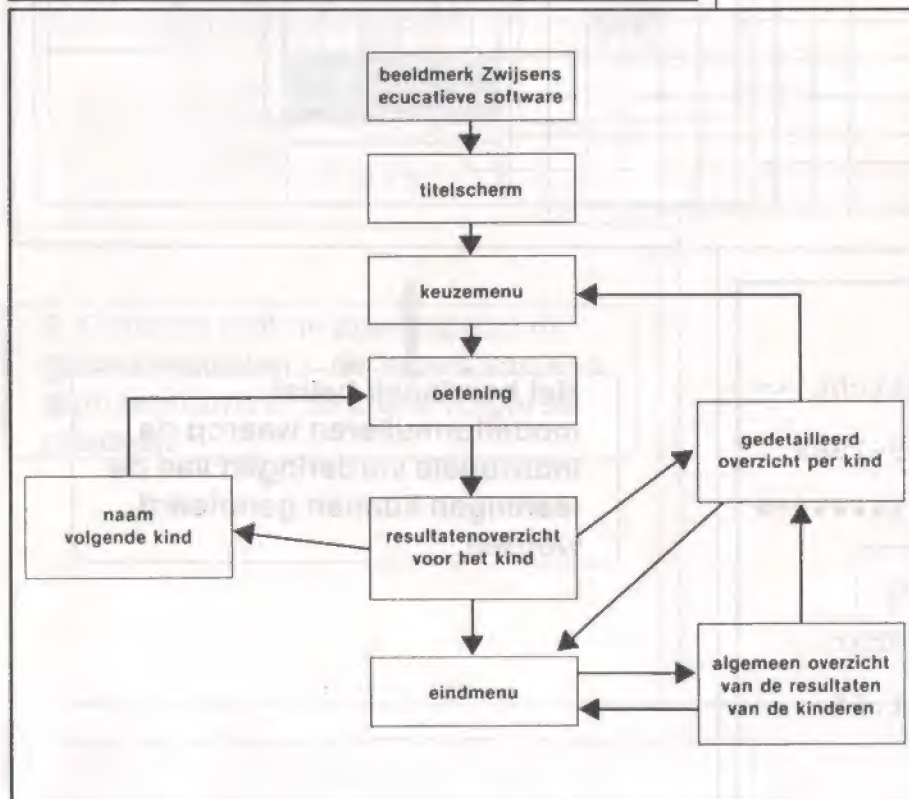 beeldmerk Zwijsens
ecucatieve software
titelscherm
keuzemenu
oefening
gedetailleerd
overzicht per kind
naam
volgende kind
resultatenoverzicht
voor het kind
eindmenu
algemeen overzicht
van de resultaten
van de kinderen